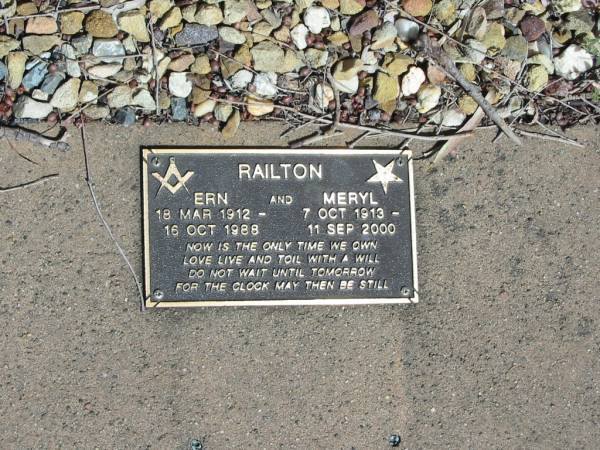 RAILTON
ERN AND MERYL
18 MAR 1912 - 7 OCT 1913 -
16 OCT 1988 11 SEP 2000
NOW IS THE ONLY TIME WE OWN
LOVE LIVE AND TOIL WITH A WILL
DO NOT WAIT UNTIL TOMORROW
FOR THE CLOCK MAY THEN BE STILL